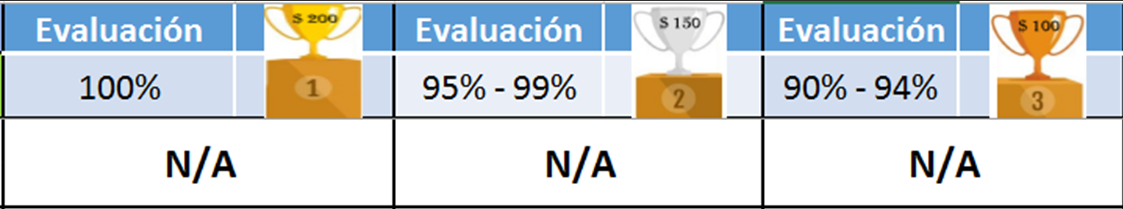 Evaluación $ 200 Evaluación $ 150 Evaluación $ 100
100% 1 95% - 99% 2 90% - 94% 3
N/A N/A N/A